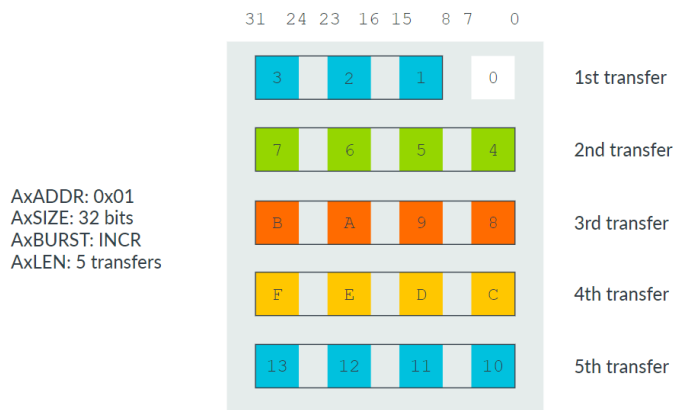 31 24 23 16 15 8 7 0
3 2 1 0 1st transfer
7 6 5 4 2nd transfer
AxADDR: 0x01
AxSIZE: 32 bits
AxBURST: INCR
AxLEN: 5 transfers
B A 9 8 3rd transfer
F E D C 4th transfer
13 12 11 10 5th transfer